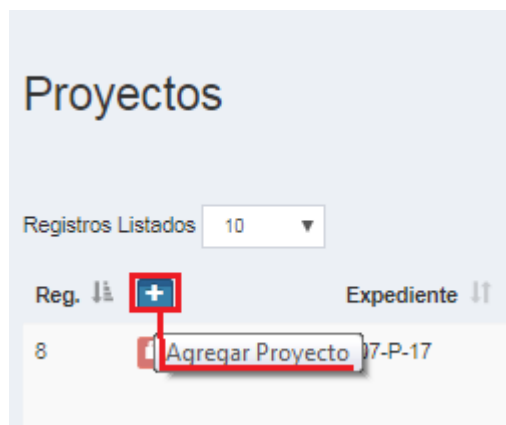 Proyectos
Registros Listados 10
Reg. + Expediente
8 Agregar Proyecto 07-P-17